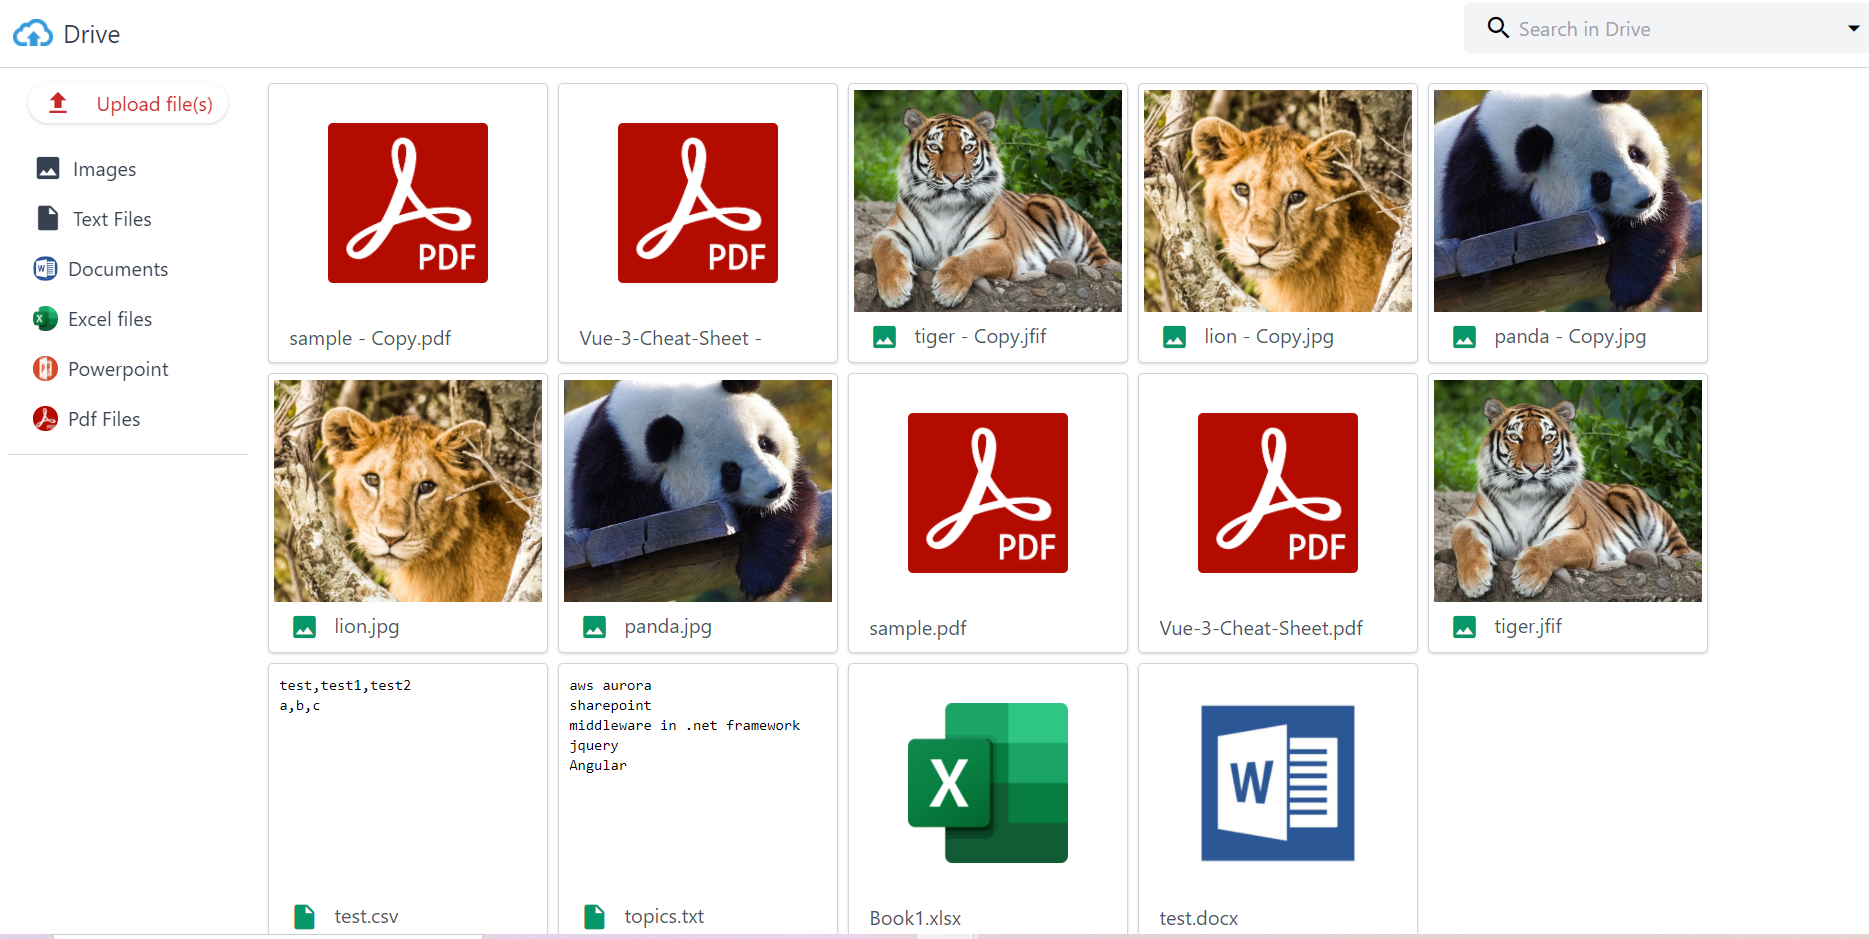 Drive
Search in Drive
Upload file(s)
Images
Text Files
Documents
Excel files
Powerpoint
Pdf Files
PDF
sample - Copy.pdf
PDF
Vue-3-Cheat-Sheet -
tiger - Copy.jfif
lion - Copy.jpg
panda - Copy.jpg
lion.jpg
panda.jpg
PDF
sample.pdf
PDF
Vue-3-Cheat-Sheet.pdf
tiger.jfif
test,test1,test2
a,b,c
test.csv
aws aurora
sharepoint
middleware in .net framework
jquery
Angular
topics.txt
X
Book1.xlsx
W
test.docx